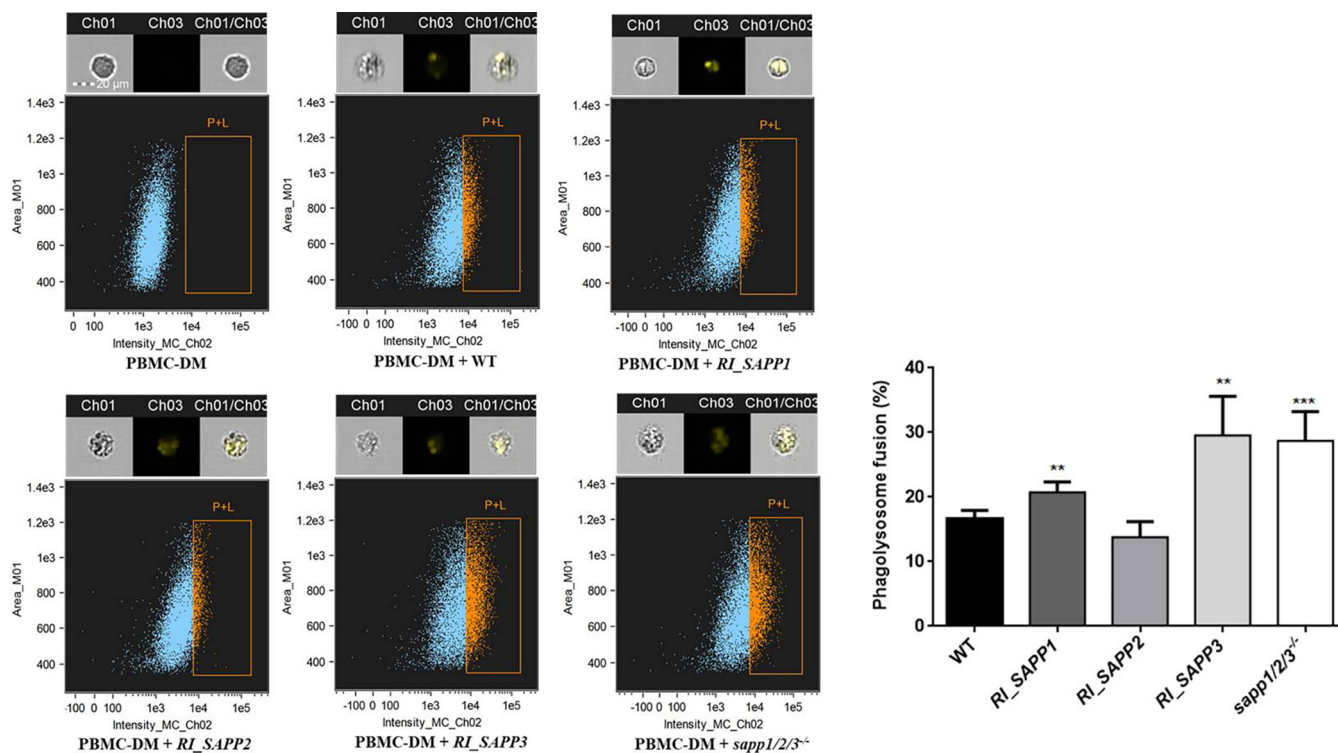 Ch01 Ch03 Ch01/Ch03
20 µm
1.4e3
1.2e3
1e3
800
600
400
Area_M01
P+L
0 100 1e3 1e4 1e5
Intensity_MC_Ch02
PBMC-DM
Ch01 Ch03 Ch01/Ch03
1.4e3
1.2e3
1e3
800
600
400
Area_M01
P+L
-100 0 100 1e3 1e4 1e5
Intensity_MC_Ch02
PBMC-DM + WT
Ch01 Ch03 Ch01/Ch03
1.4e3
1.2e3
1e3
800
600
400
Area_M01
P+L
-100 0 100 1e3 1e4 1e5
Intensity_MC_Ch02
PBMC-DM + RI_SAPP1
Ch01 Ch03 Ch01/Ch03
1.4e3
1.2e3
1e3
800
600
400
Area_M01
P+L
-100 0 100 1e3 1e4 1e5
Intensity_MC_Ch02
PBMC-DM + RI_SAPP2
Ch01 Ch03 Ch01/Ch03
1.4e3
1.2e3
1e3
800
600
400
Area_M01
P+L
-100 0 100 1e3 1e4 1e5
Intensity_MC_Ch02
PBMC-DM + RI_SAPP3
Ch01 Ch03 Ch01/Ch03
1.4e3
1.2e3
1e3
800
600
400
Area_M01
P+L
-100 0 100 1e3 1e4 1e5
Intensity_MC_Ch02
PBMC-DM + sapp1/2/3-/-
Phagolysosome fusion (%)
40
30
20
10
0
**
**
***
WT
RI_SAPP1
RI_SAPP2
RI_SAPP3
sapp1/2/3-/-